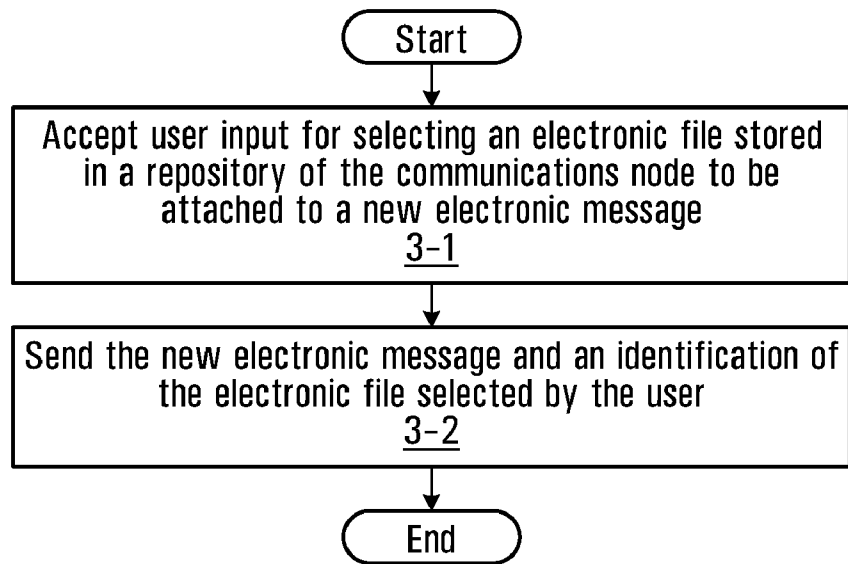 Start
Accept user input for selecting an electronic file stored
in a repository of the communications node to be
attached to a new electronic message
3-1
Send the new electronic message and an identification of
the electronic file selected by the user
3-2
End